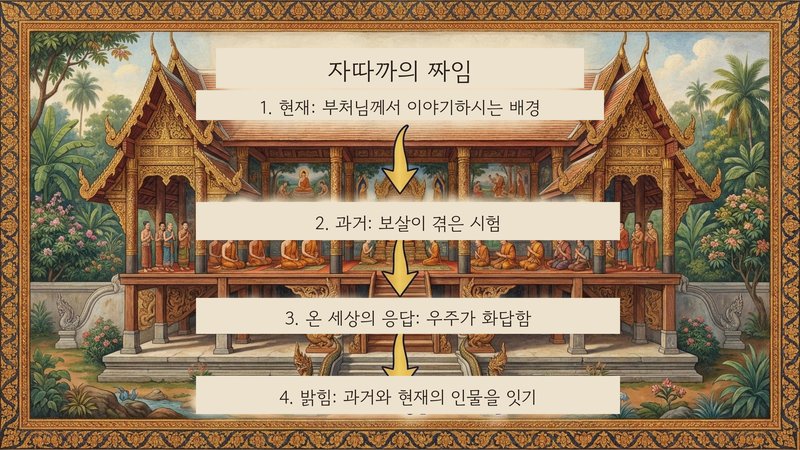 자따까의 짜임
1. 현재: 부처님께서 이야기하시는 배경
2. 과거: 보살이 겪은 시험
3. 온 세상의 응답: 우주가 화답함
4. 밝힘: 과거와 현재의 인물을 잇기